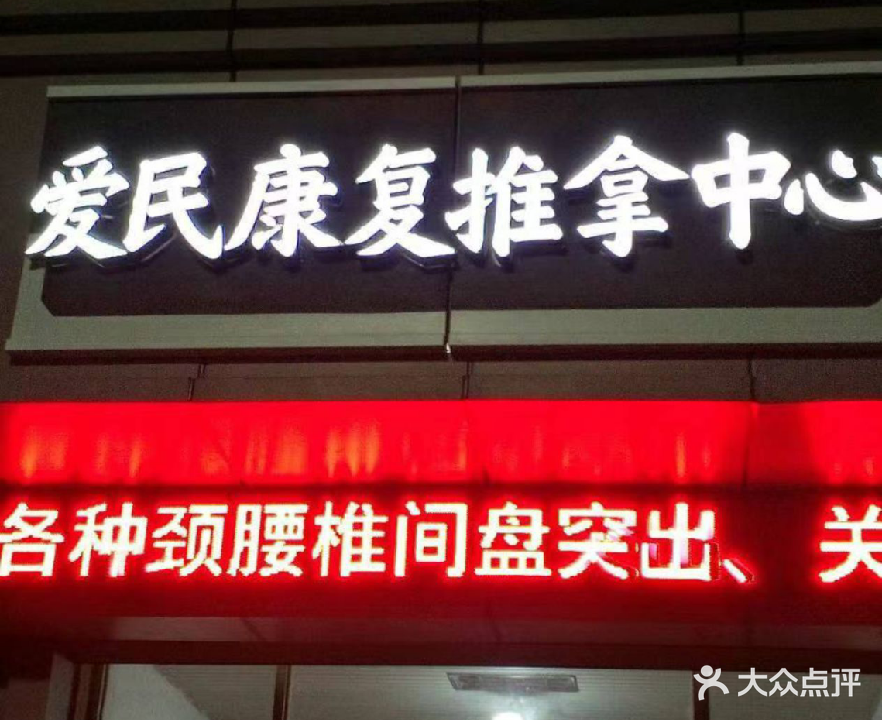 爱民康复推拿中心
各种颈腰椎间盘突出、关
大众点评